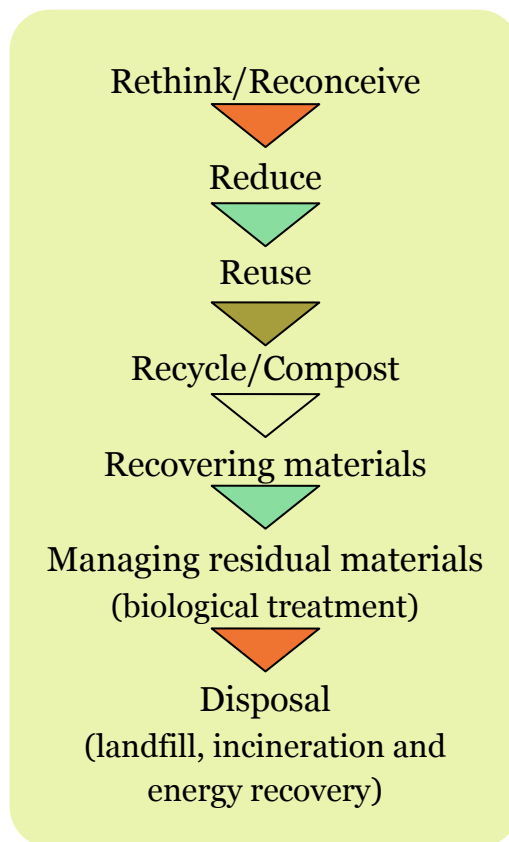 Rethink/Reconceive
Reduce
Reuse
Recycle/Compost
Recovering materials
Managing residual materials
(biological treatment)
Disposal
(landfill, incineration and
energy recovery)